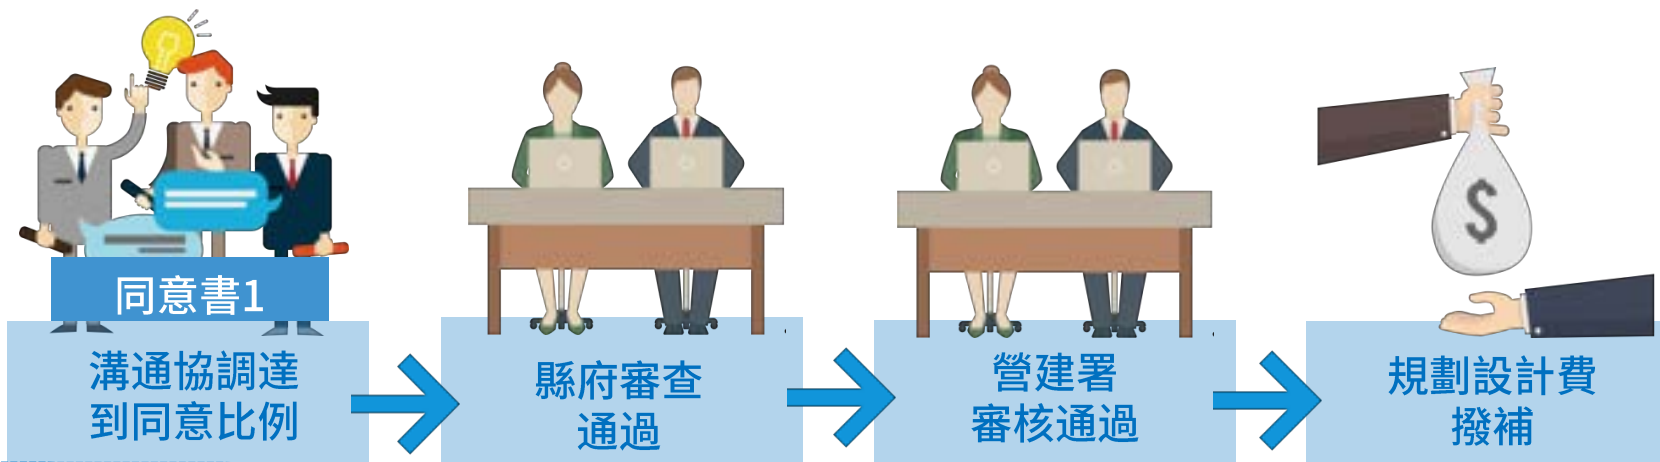 同意書1
溝通協調達
到同意比例
縣府審查
通過
營建署
審核通過
規劃設計費
撥補
$